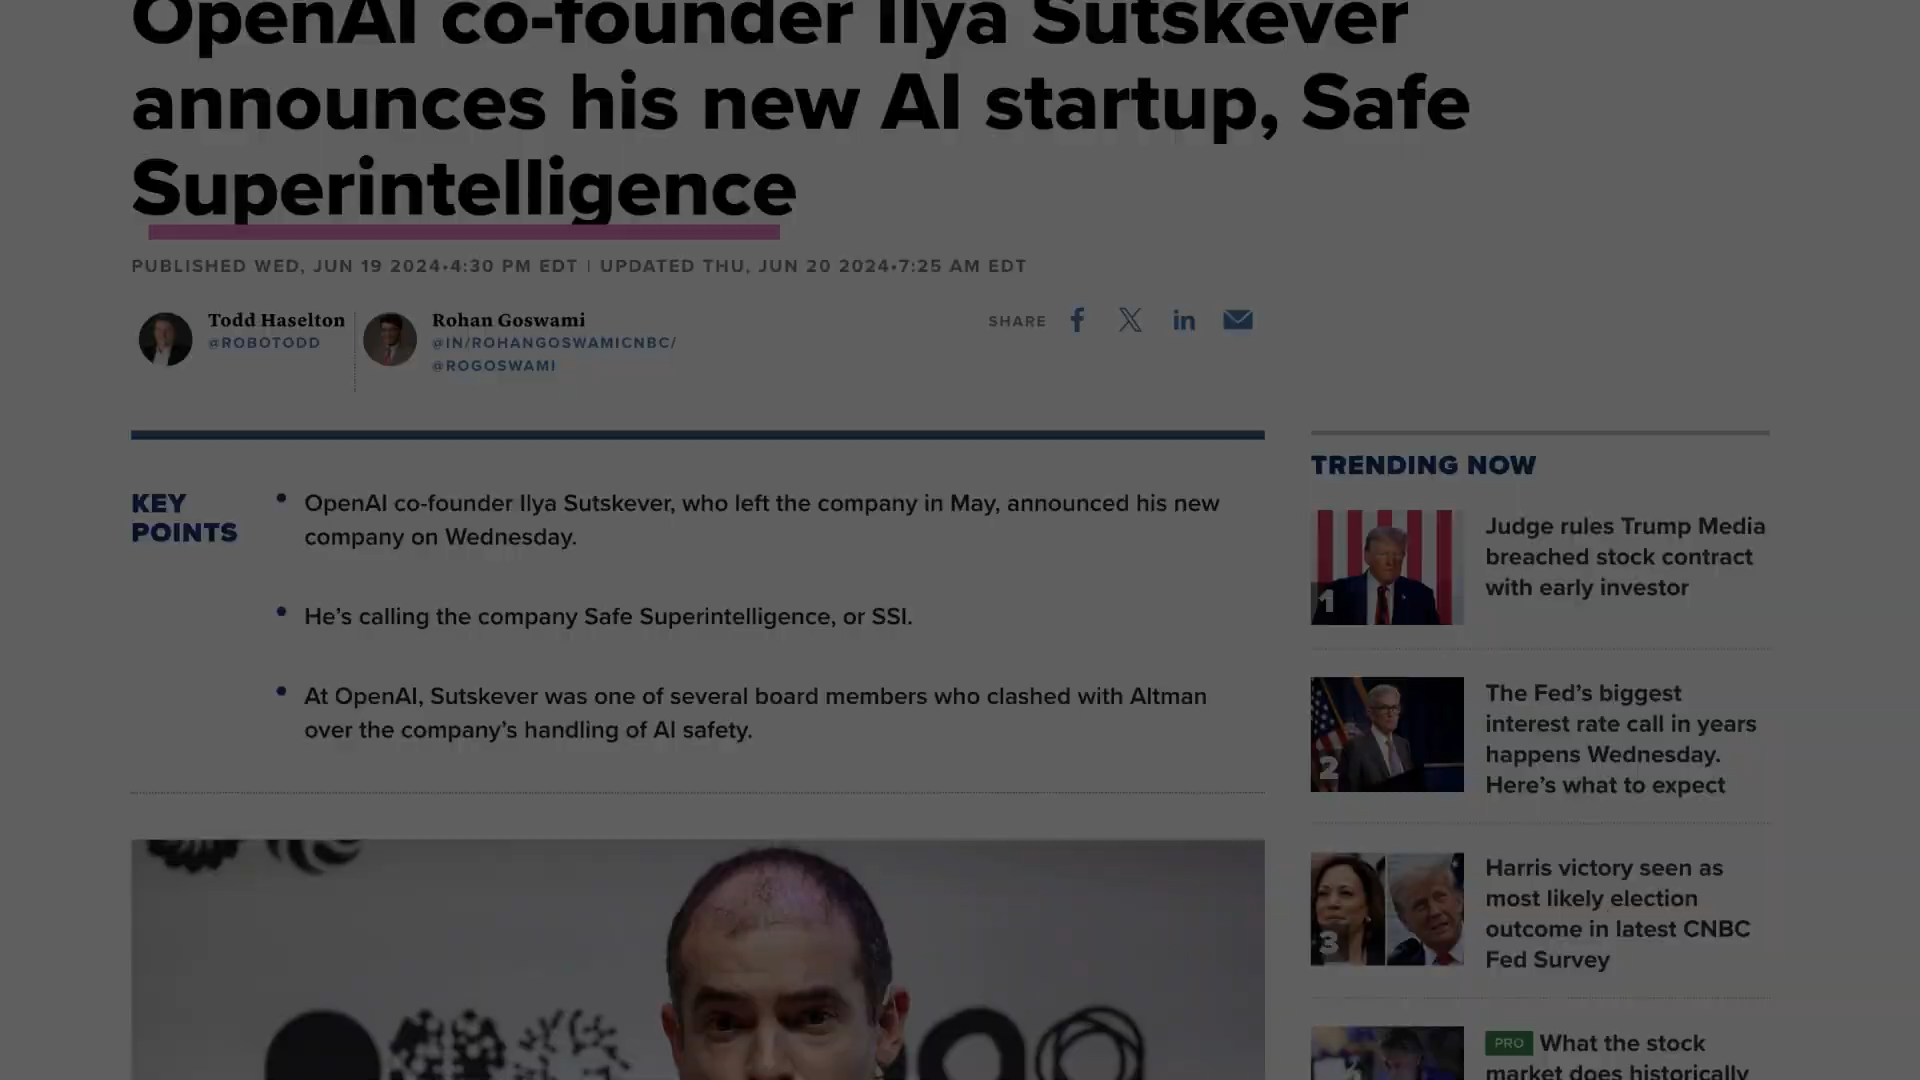 OpenAI co-founder Ilya Sutskever
announces his new AI startup, Safe
Superintelligence
PUBLISHED WED, JUN 19 2024•4:30 PM EDT | UPDATED THU, JUN 20 2024•7:25 AM EDT
Todd Haselton
@ROBOTODD
Rohan Goswami
@IN/ROHANGOSWAMICNBC/
@ROGOSWAMI
SHARE
KEY
POINTS
• OpenAI co-founder Ilya Sutskever, who left the company in May, announced his new
company on Wednesday.
• He’s calling the company Safe Superintelligence, or SSI.
• At OpenAI, Sutskever was one of several board members who clashed with Altman
over the company’s handling of AI safety.
TRENDING NOW
1
Judge rules Trump Media
breached stock contract
with early investor
2
The Fed’s biggest
interest rate call in years
happens Wednesday.
Here’s what to expect
3
Harris victory seen as
most likely election
outcome in latest CNBC
Fed Survey
PRO What the stock
market does historically